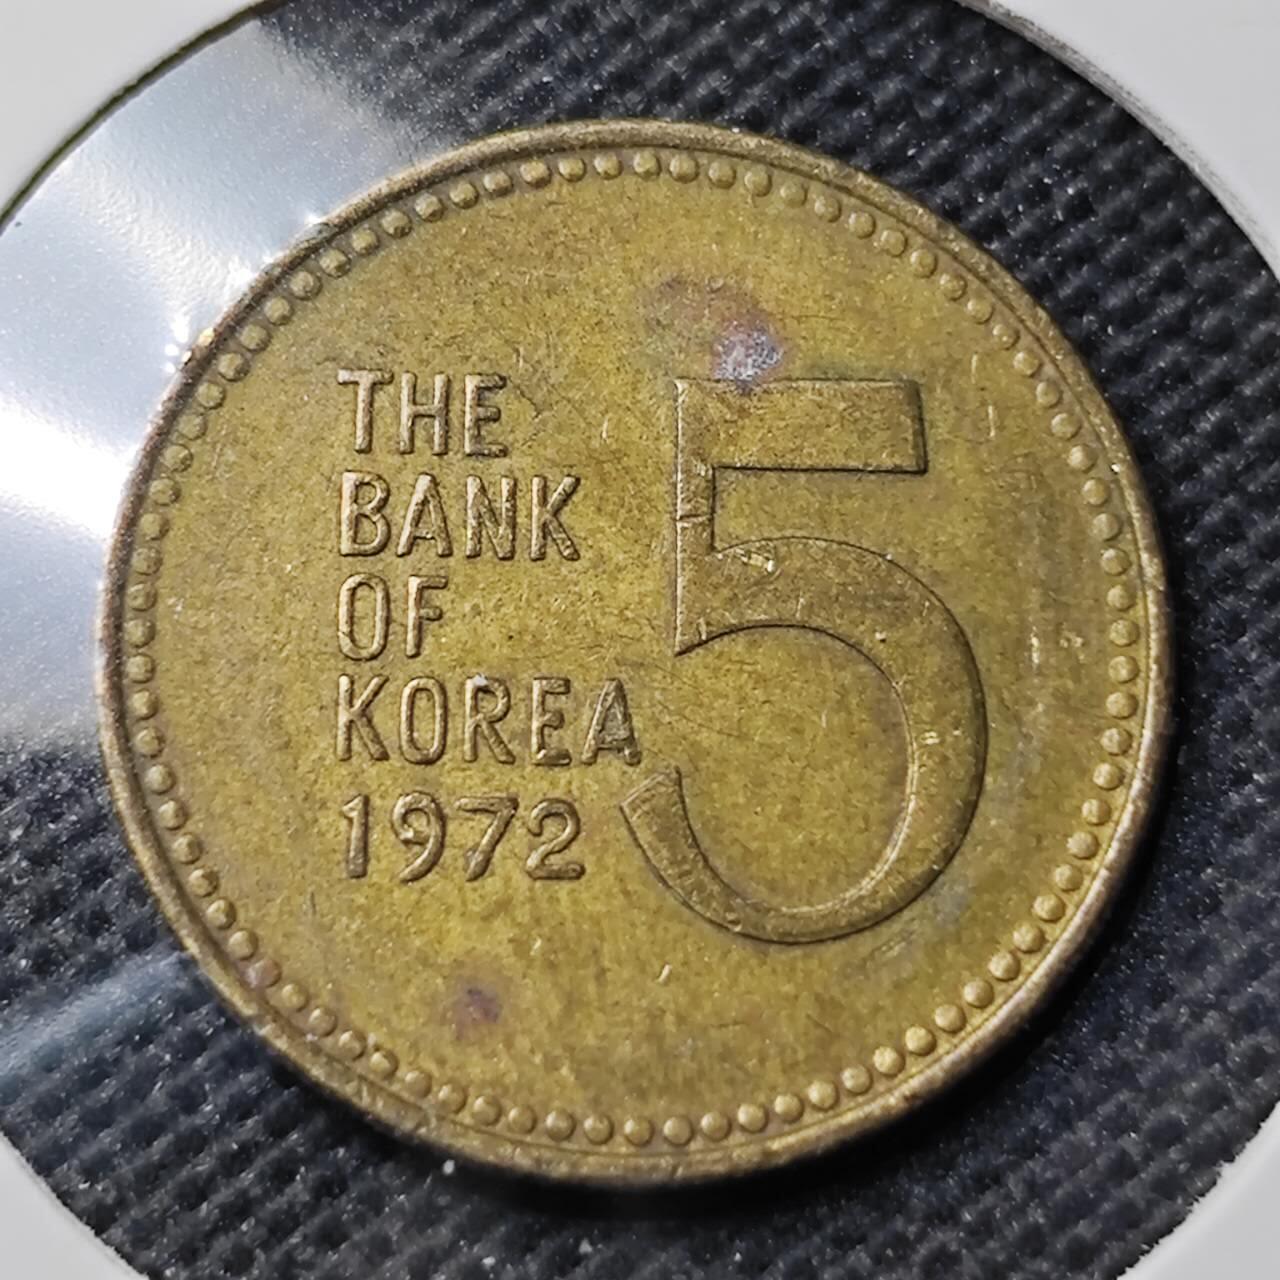 THE
BANK
OF
KOREA
1972
5